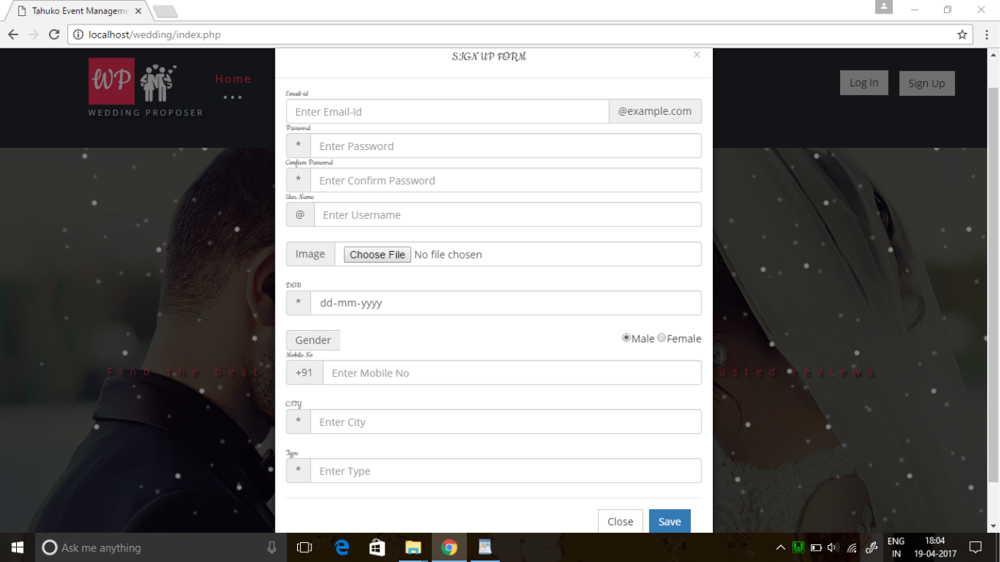 Tahuko Event Manageme
localhost/wedding/index.php
SIGN UP FORM
WP
WEDDING PROPOSER
Home
Log In
Sign Up
Email-id
Enter Email-Id
@example.com
Password
* Enter Password
Confirm Password
* Enter Confirm Password
User Name
@ Enter Username
Image Choose File No file chosen
DOB
* dd-mm-yyyy
Gender Male Female
Mobile No
+91 Enter Mobile No
Find the best
usted reviews
CITY
* Enter City
Type
* Enter Type
Close Save
Ask me anything
ENG
IN
18:04
19-04-2017